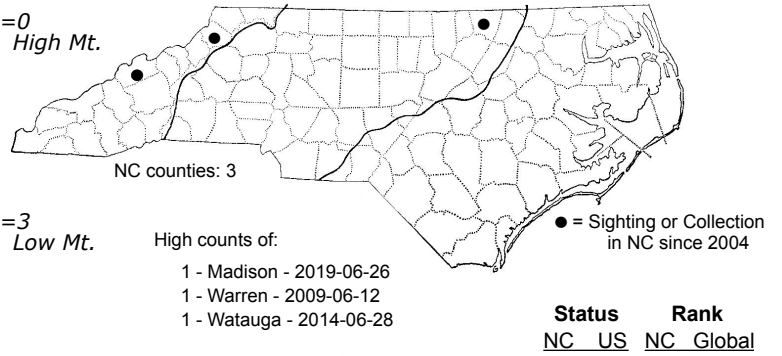 =0
High Mt.
NC counties: 3
=3
Low Mt.
High counts of:
1 - Madison - 2019-06-26
1 - Warren - 2009-06-12
1 - Watauga - 2014-06-28
● = Sighting or Collection
in NC since 2004
Status Rank
NC US NC Global